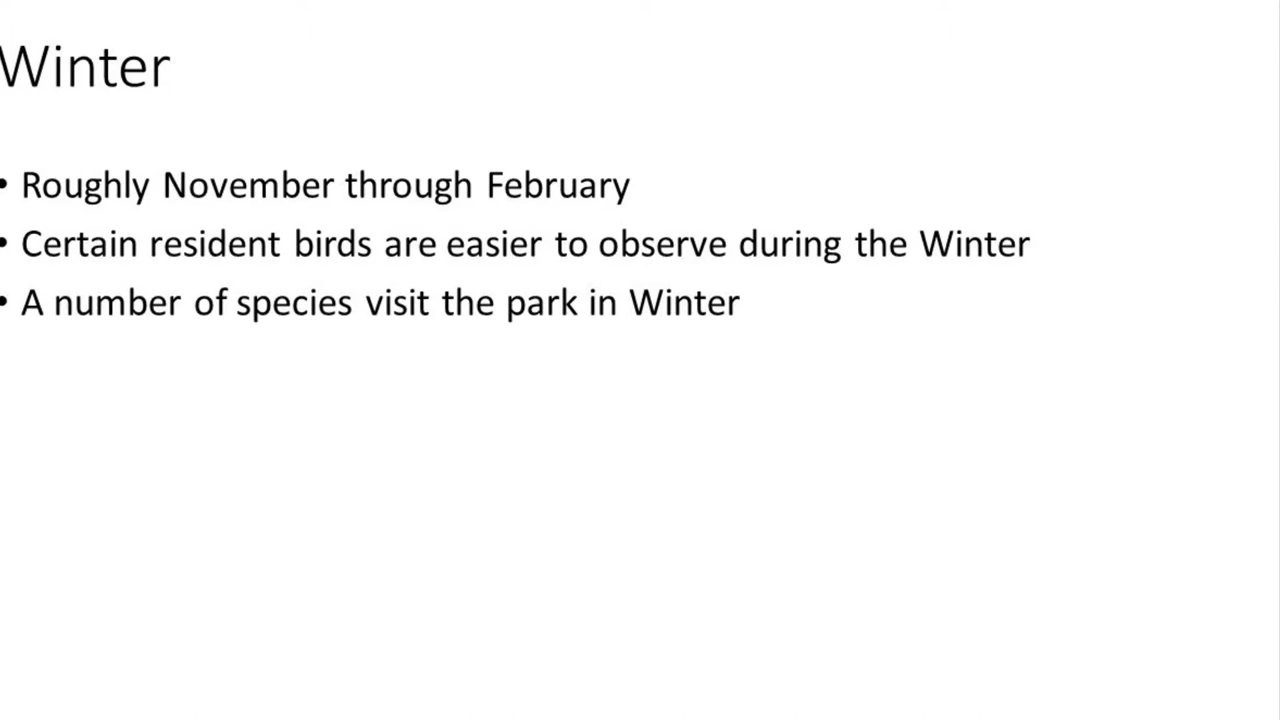 Winter
• Roughly November through February
• Certain resident birds are easier to observe during the Winter
• A number of species visit the park in Winter